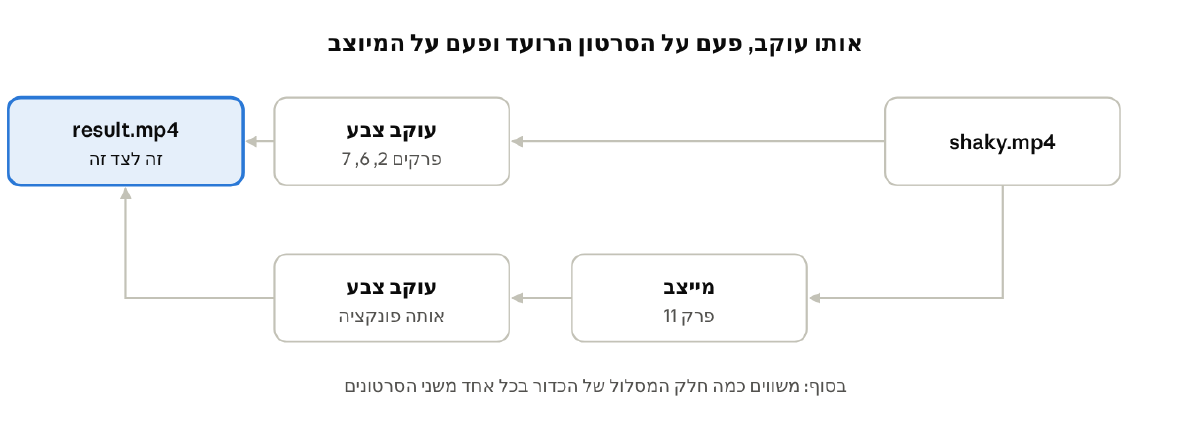 אותו עוקב, פעם על הסרטון הרועד ופעם על המיוצב
shaky.mp4
עוקב צבע
פרקים 2, 6, 7
result.mp4
זה לצד זה
מייצב
פרק 11
עוקב צבע
אותה פונקציה
בסוף: משווים כמה חלק המסלול של הכדור בכל אחד משני הסרטונים